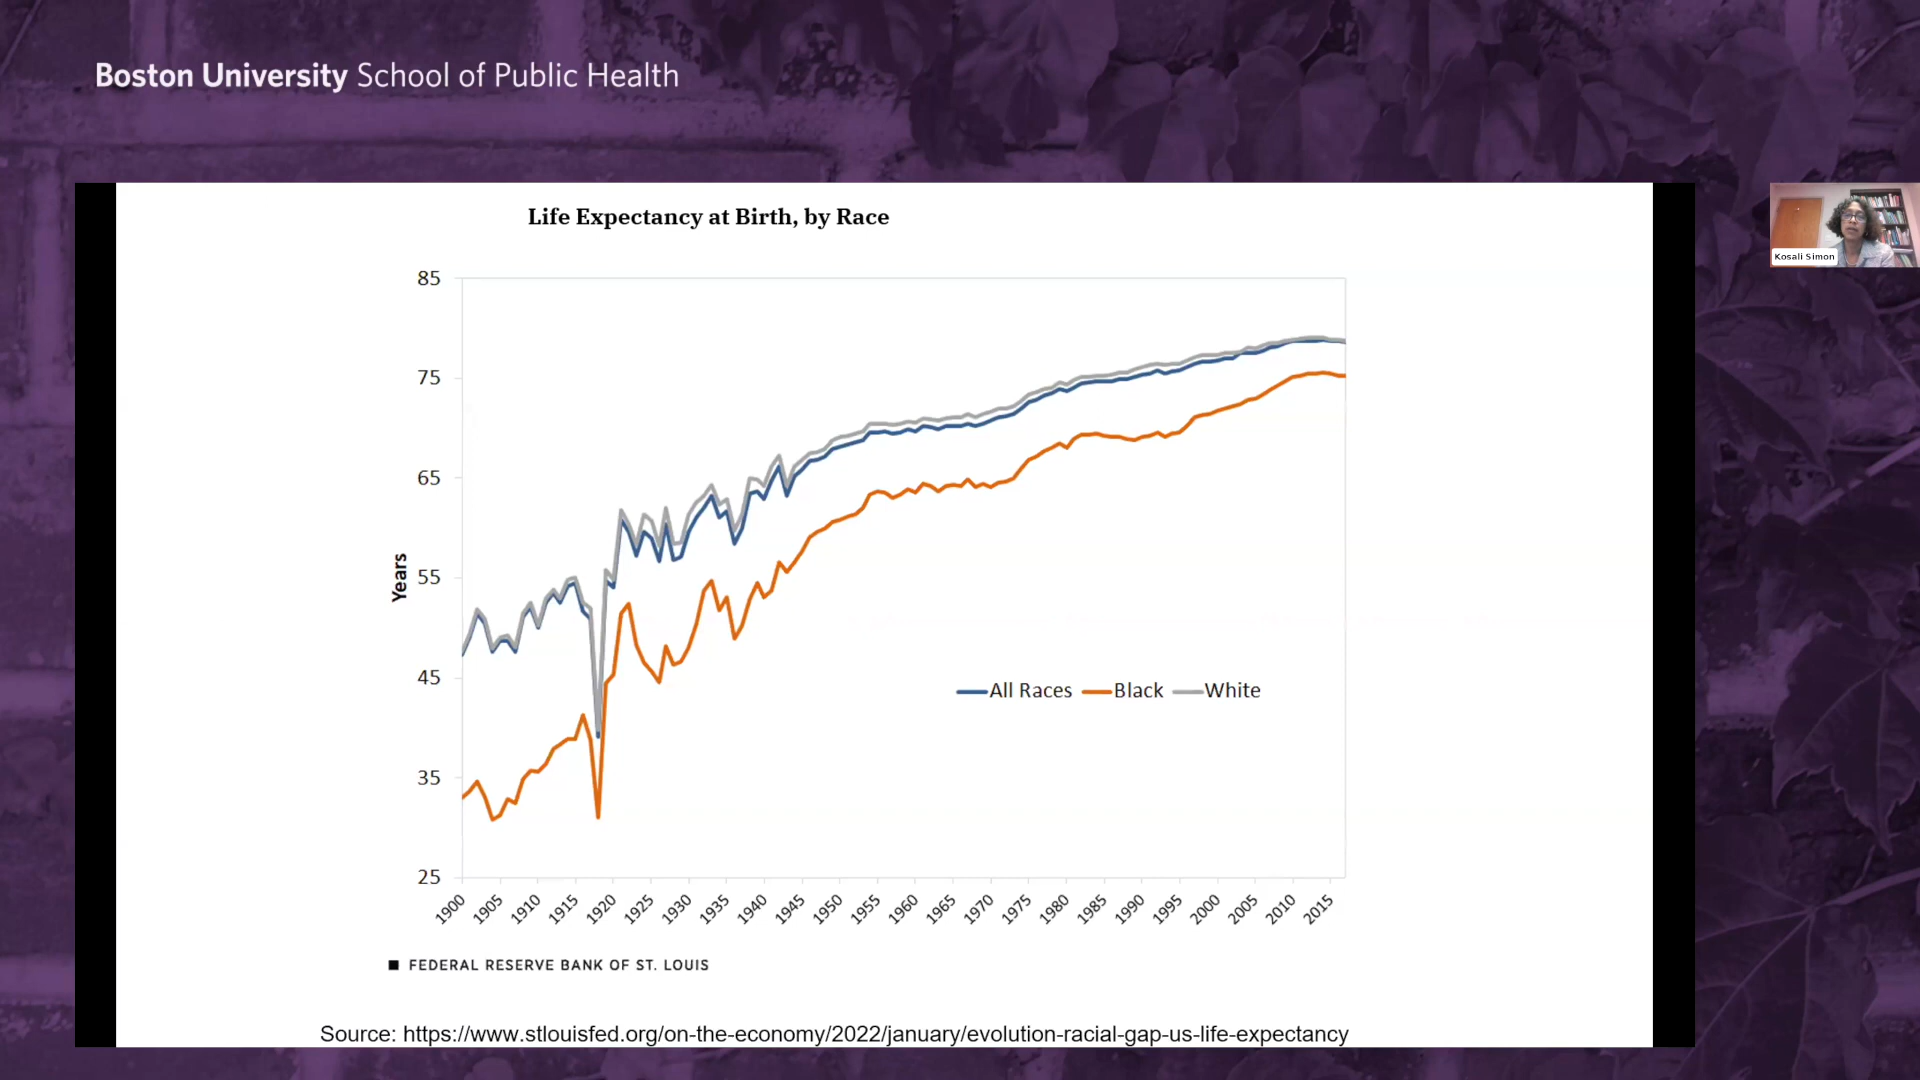 Boston University School of Public Health
Life Expectancy at Birth, by Race
Kosali Simon
85
75
65
55
45
35
25
Years
All Races Black White
1900 1905 1910 1915 1920 1925 1930 1935 1940 1945 1950 1955 1960 1965 1970 1975 1980 1985 1990 1995 2000 2005 2010 2015
FEDERAL RESERVE BANK OF ST. LOUIS
Source: https://www.stlouisfed.org/on-the-economy/2022/january/evolution-racial-gap-us-life-expectancy